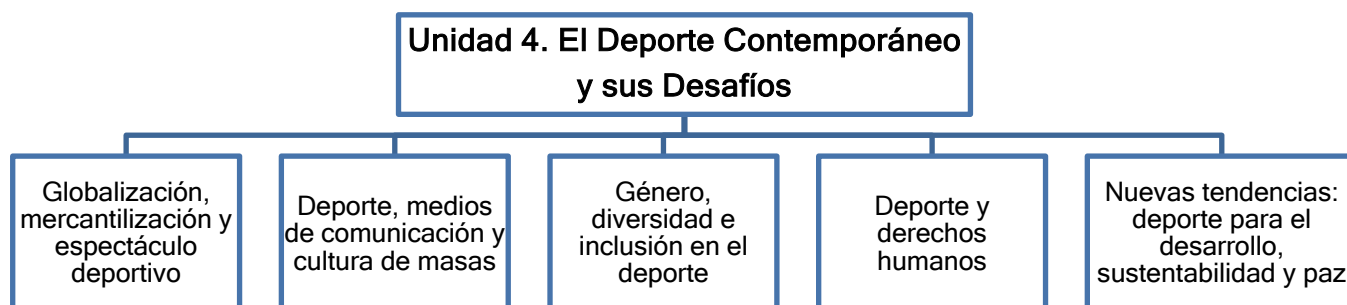 Unidad 4. El Deporte Contemporáneo
y sus Desafíos
Globalización,
mercantilización y
espectáculo
deportivo
Deporte, medios
de comunicación y
cultura de masas
Género,
diversidad e
inclusión en el
deporte
Deporte y
derechos
humanos
Nuevas tendencias:
deporte para el
desarrollo,
sustentabilidad y paz